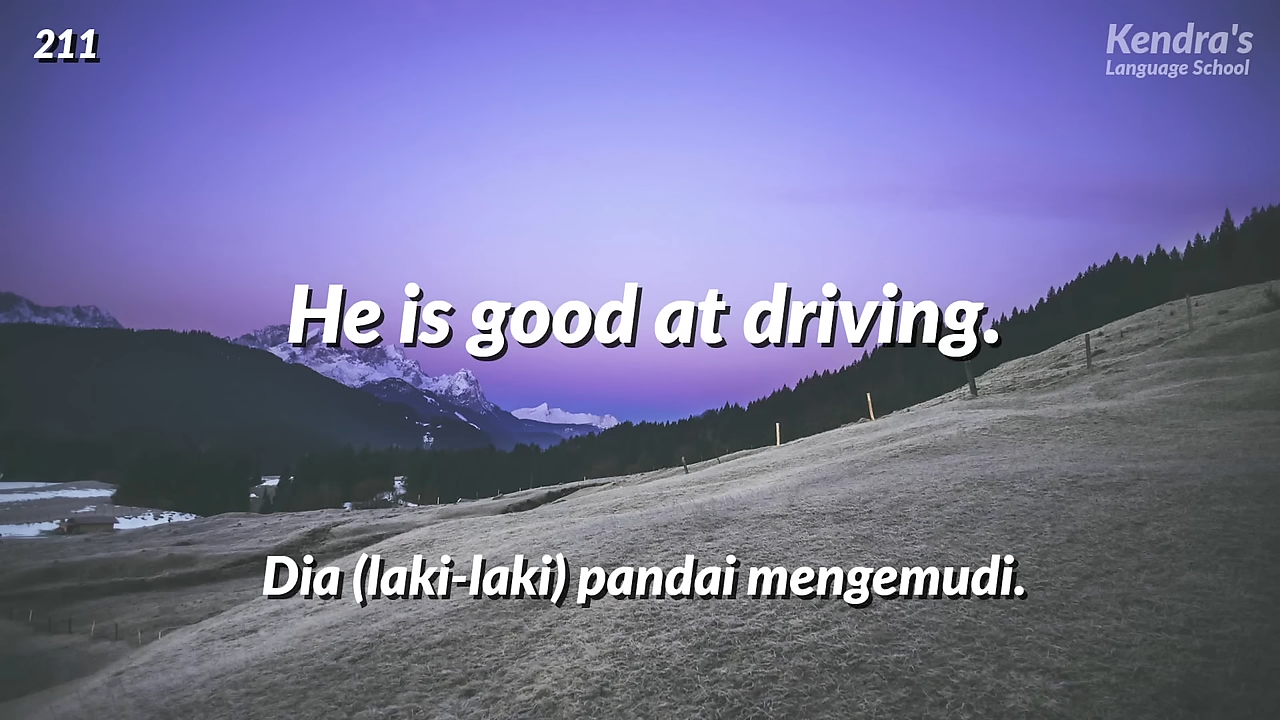 211
Kendra's
Language School
He is good at driving.
Dia (laki-laki) pandai mengemudi.